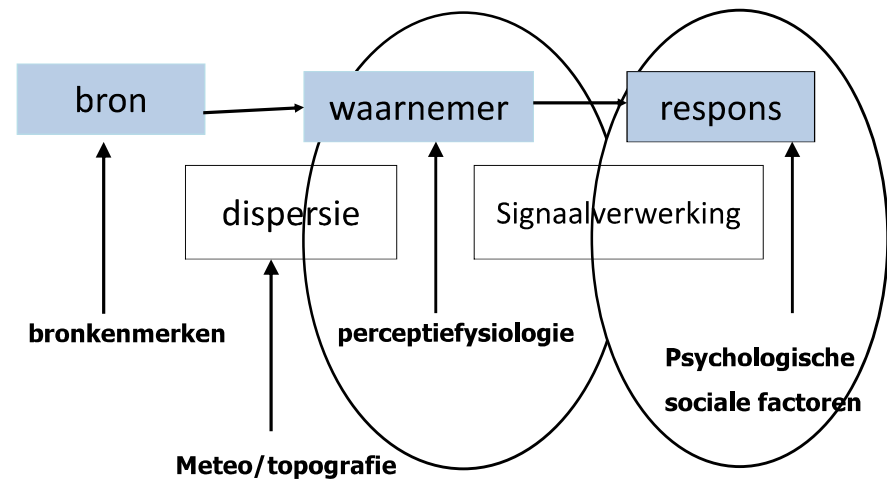 bron
waarnemer
respons
dispersie
Signaalverwerking
bronkenmerken
perceptiefysiologie
Psychologische
sociale factoren
Meteo/topografie